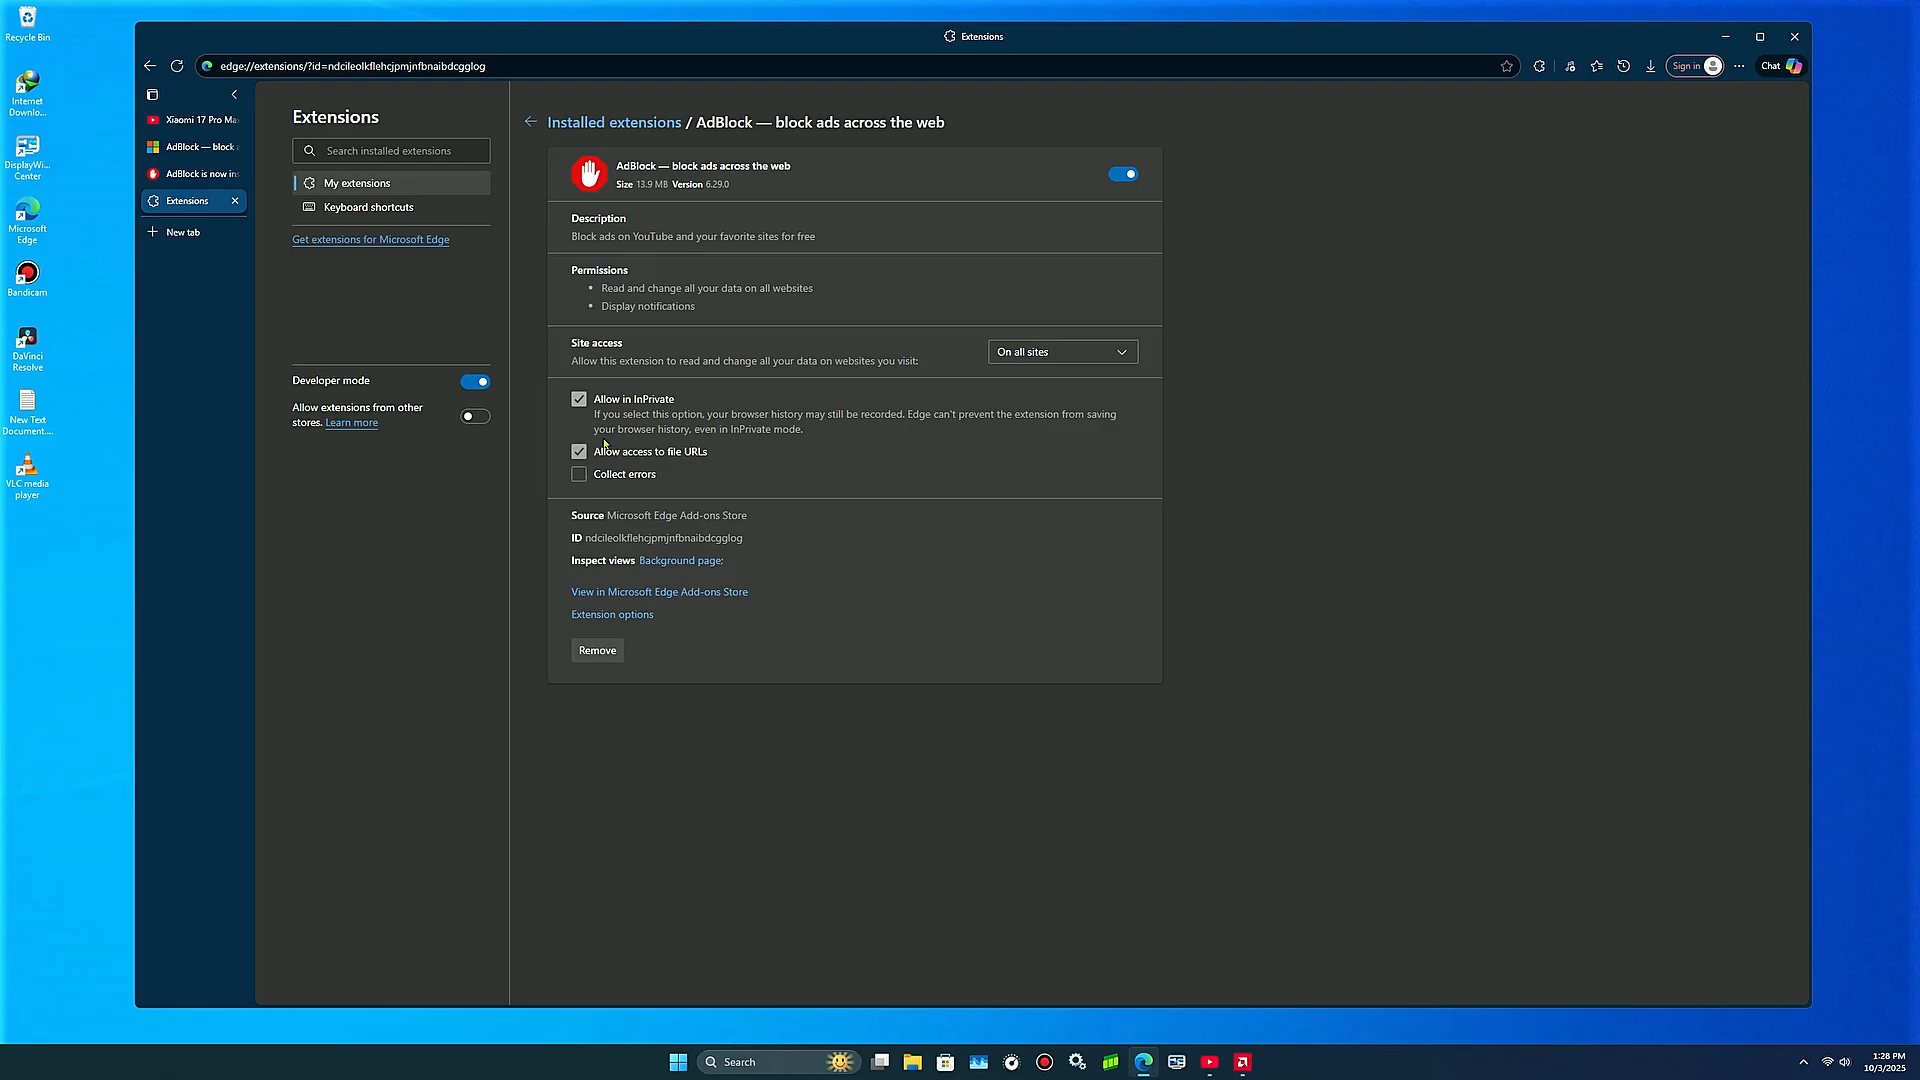 Recycle Bin
Internet
Downlo...
DisplayWi...
Center
Microsoft
Edge
Bandicam
DaVinci
Resolve
New Text
Document....
VLC media
player
Extensions
edge://extensions/?id=ndcileolkflehcjpmjnfbnaibdcgglog
Sign in
Chat
Xiaomi 17 Pro Ma
AdBlock — block a
AdBlock is now in
Extensions
New tab
Extensions
Search installed extensions
My extensions
Keyboard shortcuts
Get extensions for Microsoft Edge
Developer mode
Allow extensions from other
stores. Learn more
Installed extensions / AdBlock — block ads across the web
AdBlock — block ads across the web
Size 13.9 MB Version 6.29.0
Description
Block ads on YouTube and your favorite sites for free
Permissions
• Read and change all your data on all websites
• Display notifications
Site access
Allow this extension to read and change all your data on websites you visit:
On all sites
Allow in InPrivate
If you select this option, your browser history may still be recorded. Edge can't prevent the extension from saving
your browser history, even in InPrivate mode.
Allow access to file URLs
Collect errors
Source Microsoft Edge Add-ons Store
ID ndcileolkflehcjpmjnfbnaibdcgglog
Inspect views Background page;
View in Microsoft Edge Add-ons Store
Extension options
Remove
Search
1:28 PM
10/3/2025